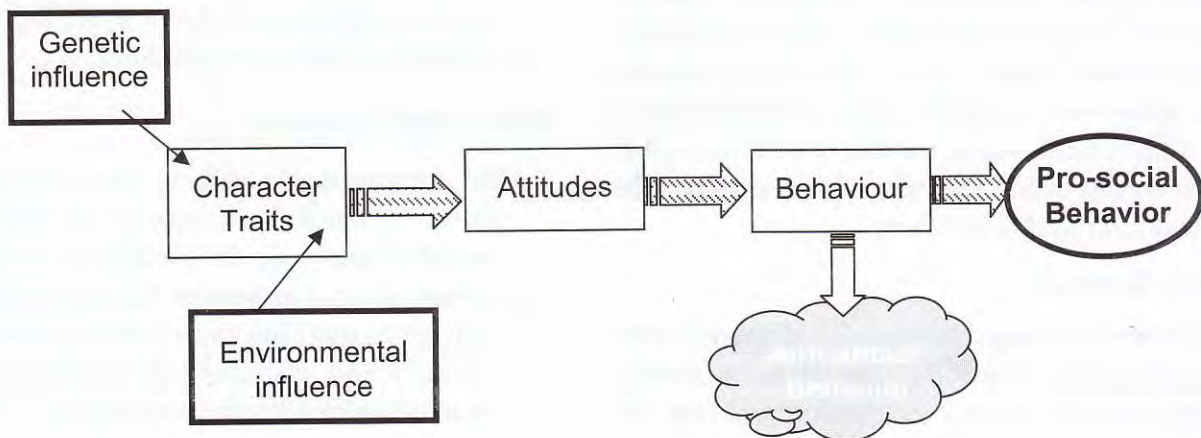 Genetic
influence
Character
Traits
Attitudes
Behaviour
Pro-social
Behavior
Environmental
influence